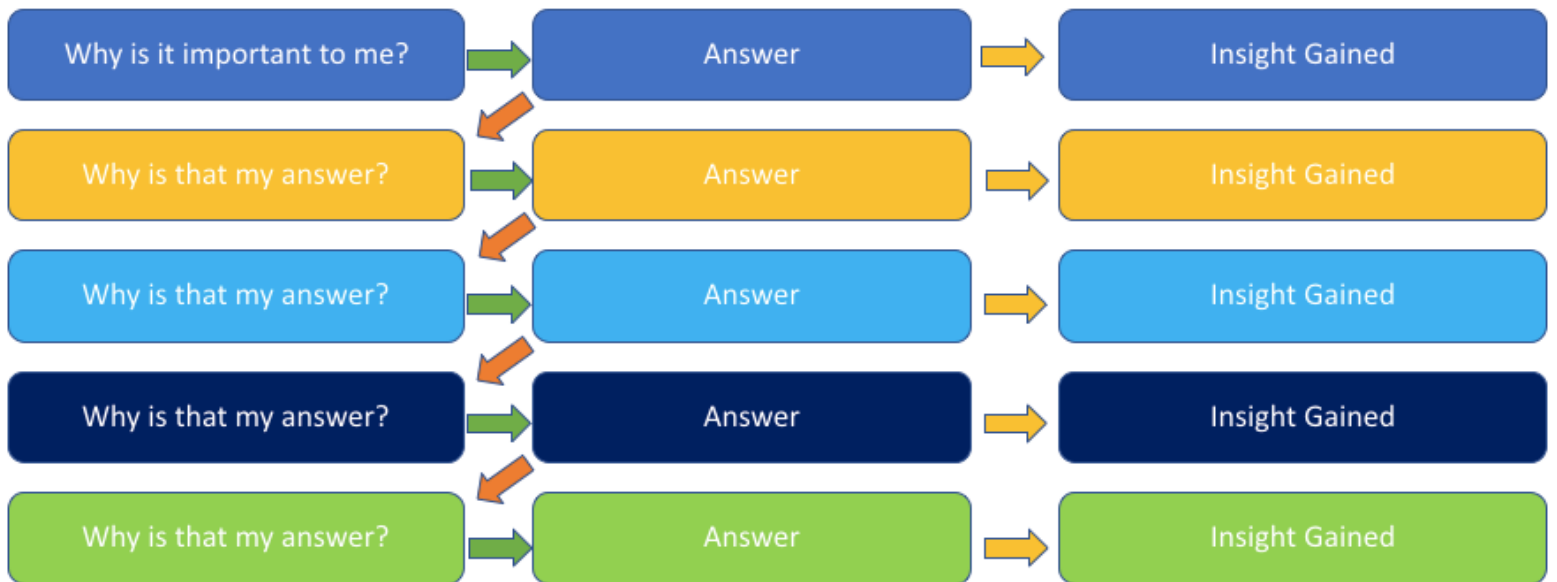 Why is it important to me?
Answer
Insight Gained
Why is that my answer?
Answer
Insight Gained
Why is that my answer?
Answer
Insight Gained
Why is that my answer?
Answer
Insight Gained
Why is that my answer?
Answer
Insight Gained